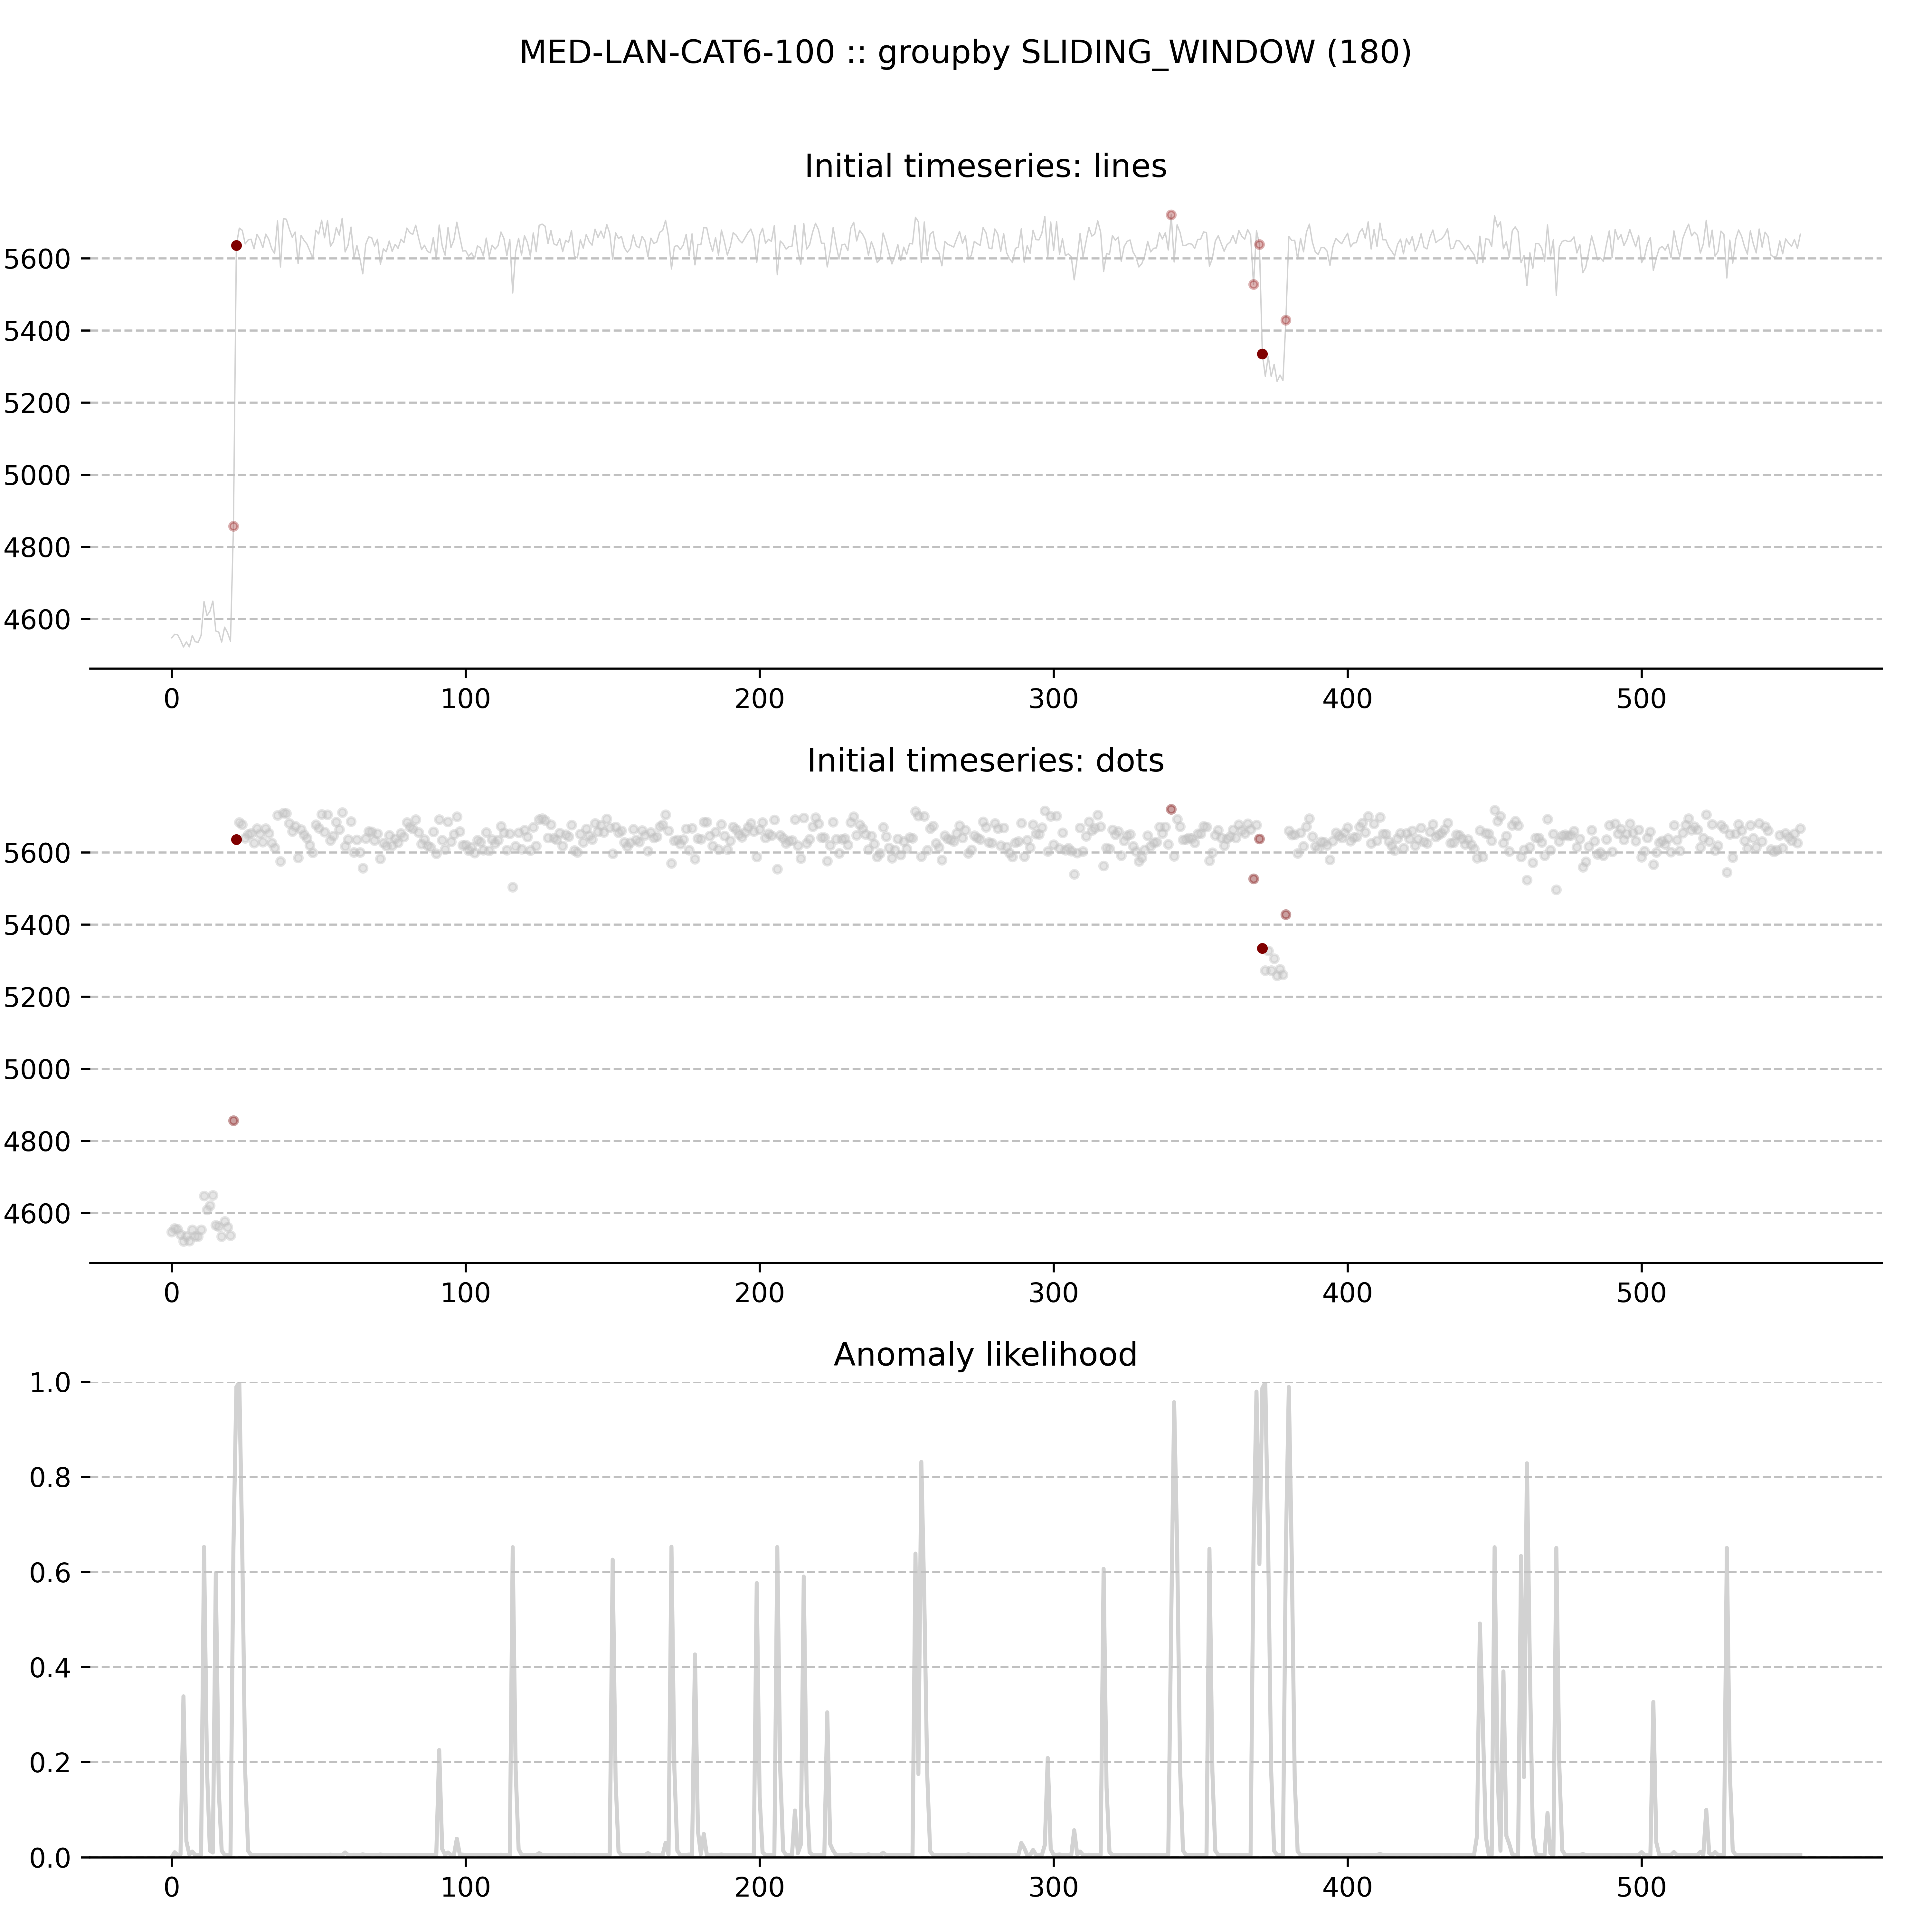 MED-LAN-CAT6-100 :: groupby SLIDING_WINDOW (180)
Initial timeseries: lines
5600
5400
5200
5000
4800
4600
0 100 200 300 400 500
Initial timeseries: dots
5600
5400
5200
5000
4800
4600
0 100 200 300 400 500
Anomaly likelihood
1.0
0.8
0.6
0.4
0.2
0.0
0 100 200 300 400 500